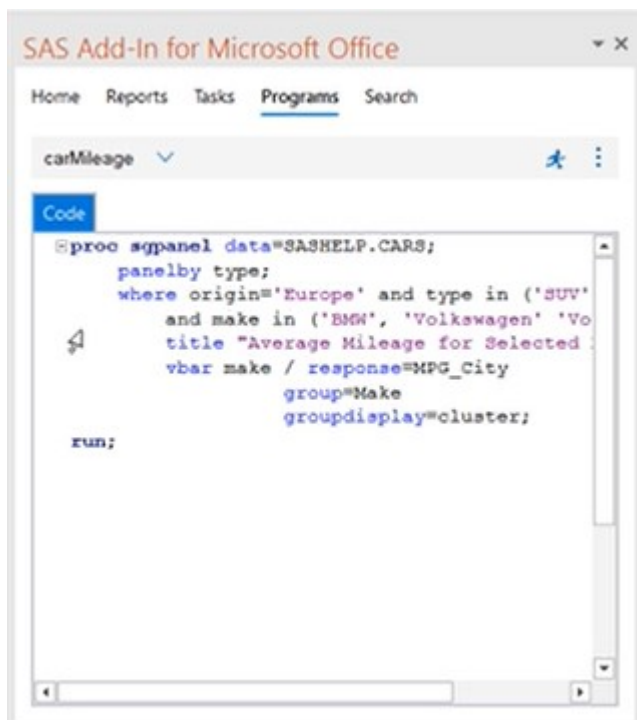 SAS Add-In for Microsoft Office
Home Reports Tasks Programs Search
carMileage
Code
proc sgpanel data=SASHELP.CARS;
panelby type;
where origin='Europe' and type in ('SUV'
and make in ('BMW', 'Volkswagen' 'Vo
title "Average Mileage for Selected
vbar make / response=MPG_City
group=Make
groupdisplay=cluster;
run;